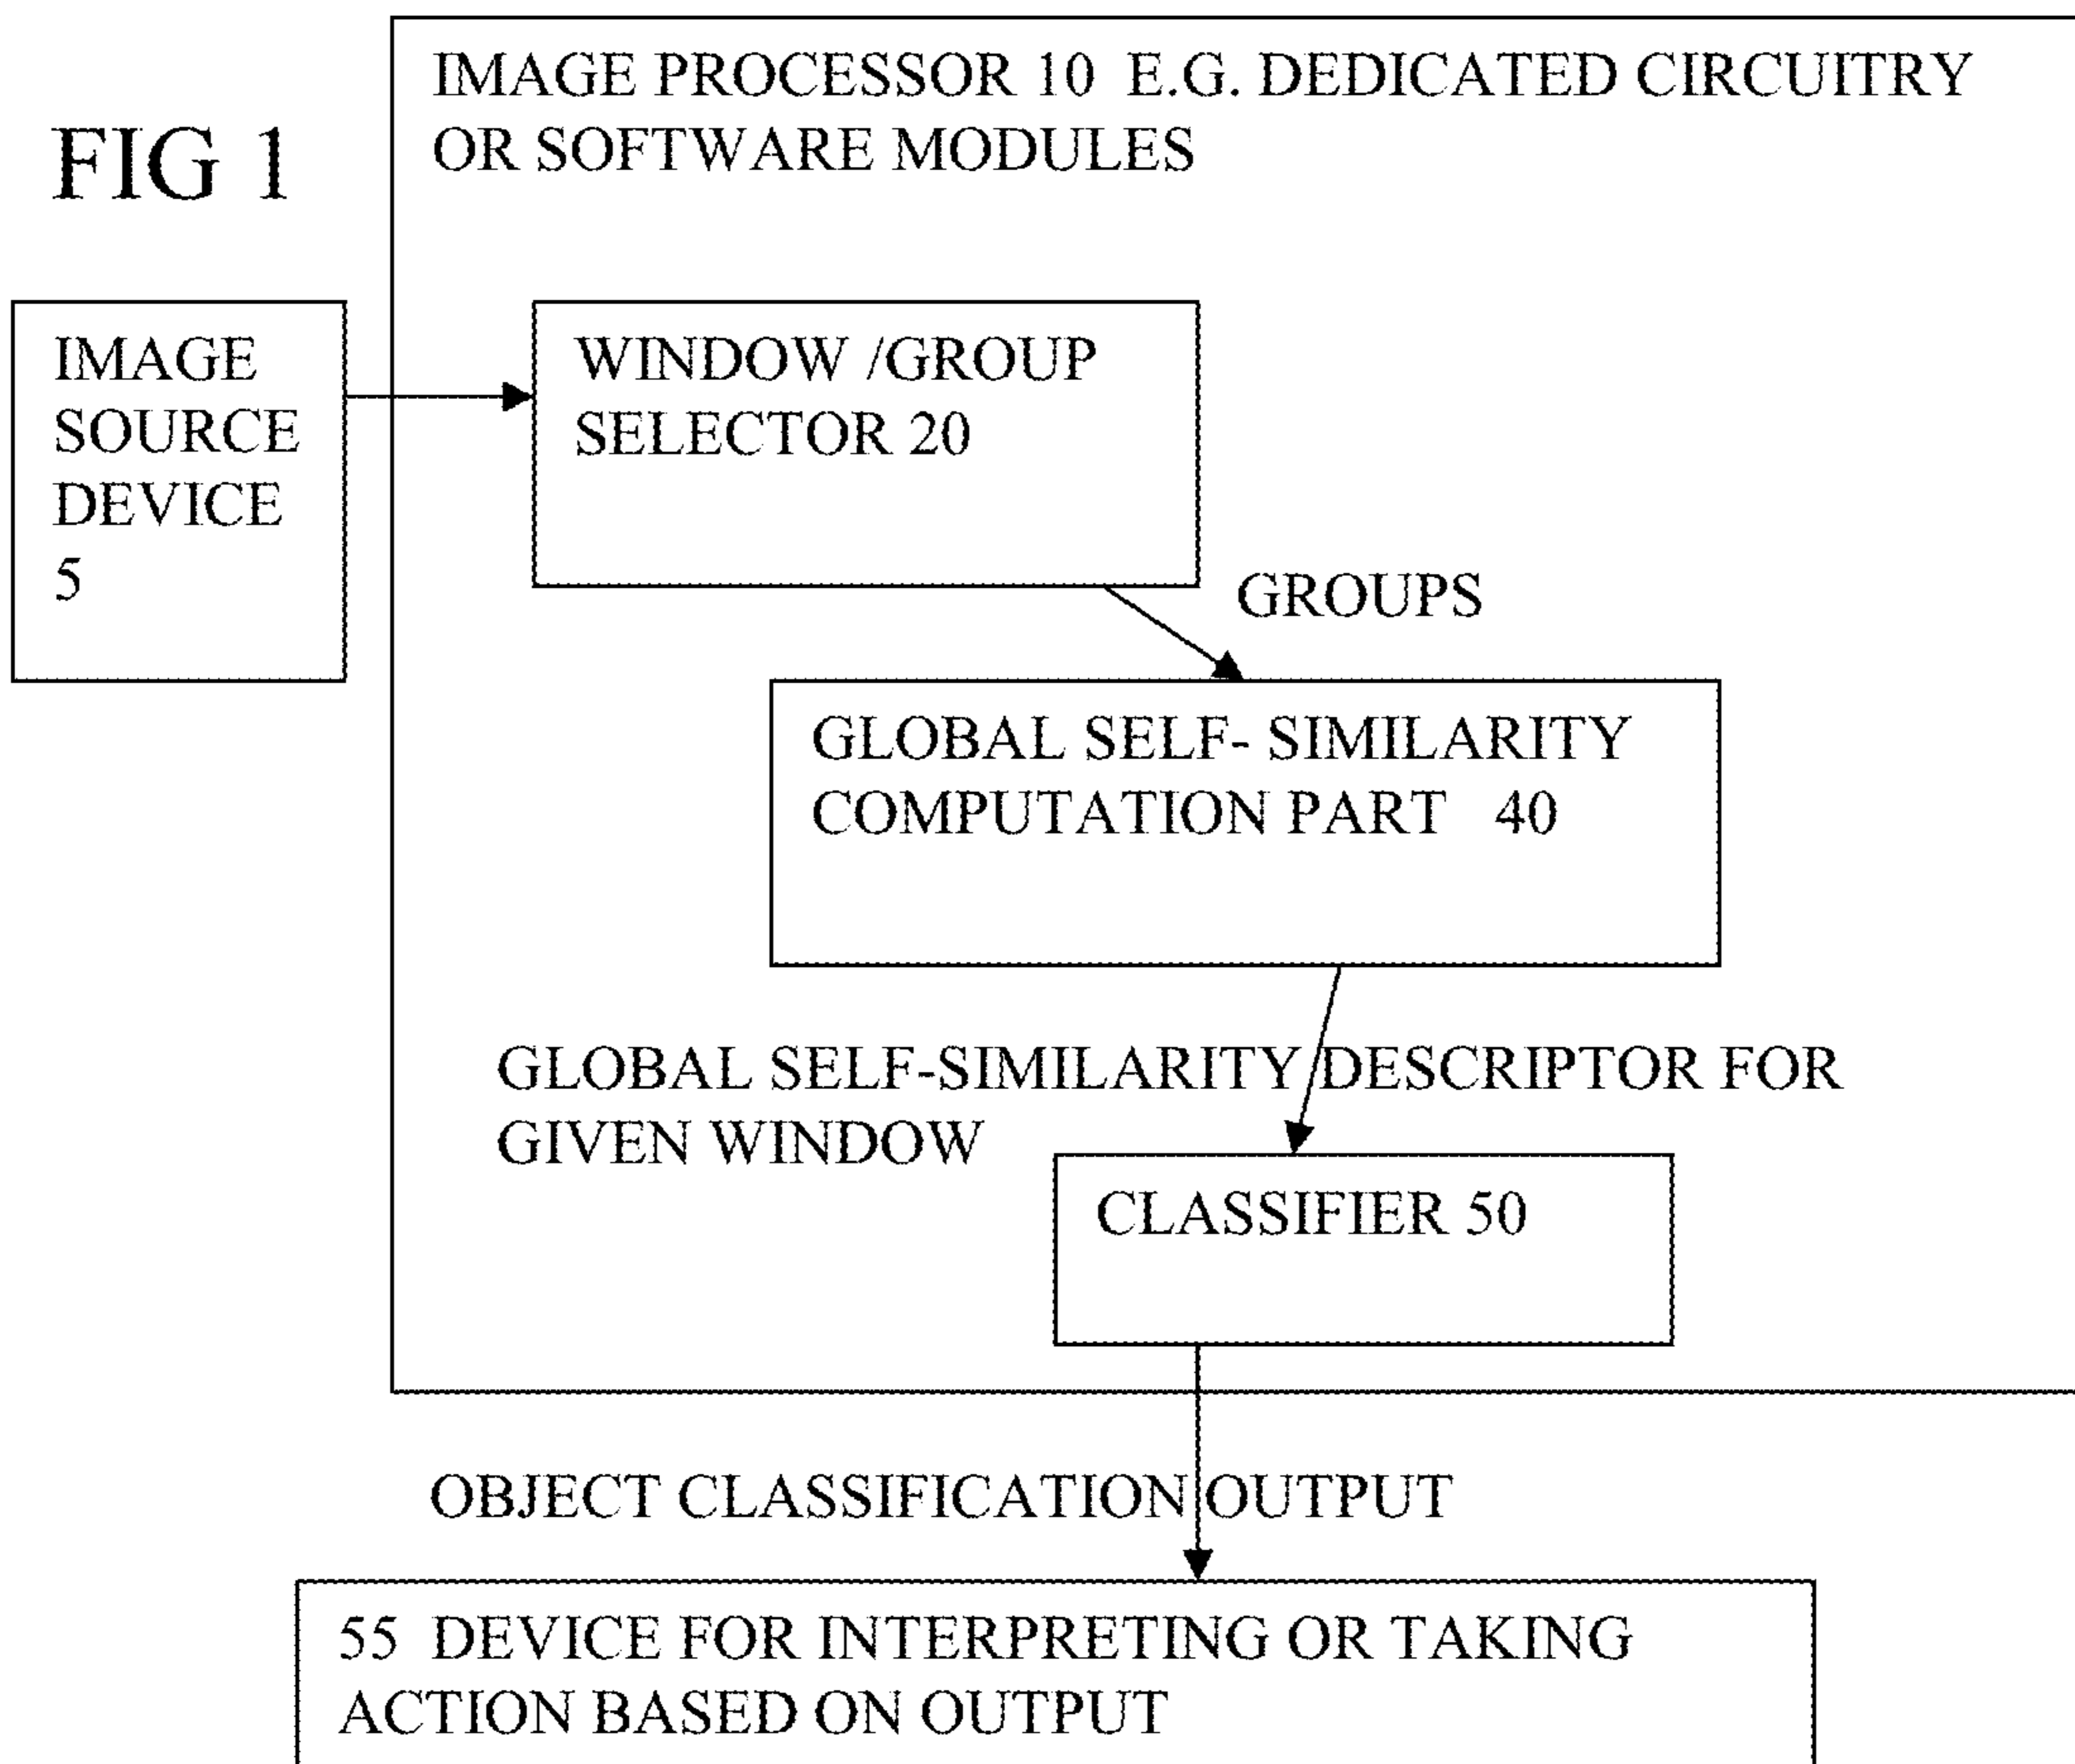 FIG 1
IMAGE PROCESSOR 10 E.G. DEDICATED CIRCUITRY
OR SOFTWARE MODULES
IMAGE
SOURCE
DEVICE
5
WINDOW /GROUP
SELECTOR 20
GROUPS
GLOBAL SELF- SIMILARITY
COMPUTATION PART 40
GLOBAL SELF-SIMILARITY DESCRIPTOR FOR
GIVEN WINDOW
CLASSIFIER 50
OBJECT CLASSIFICATION OUTPUT
55 DEVICE FOR INTERPRETING OR TAKING
ACTION BASED ON OUTPUT